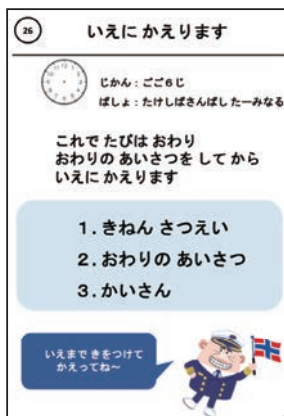 26
いえに かえります
じかん：ごご6じ
ばしょ：たけしばさんばし たーみなる
これで たびは おわり
おわりの あいさつを して から
いえに かえります
1．きねん さつえい
2．おわりの あいさつ
3．かいさん
いえまで きをつけて
かえってね～